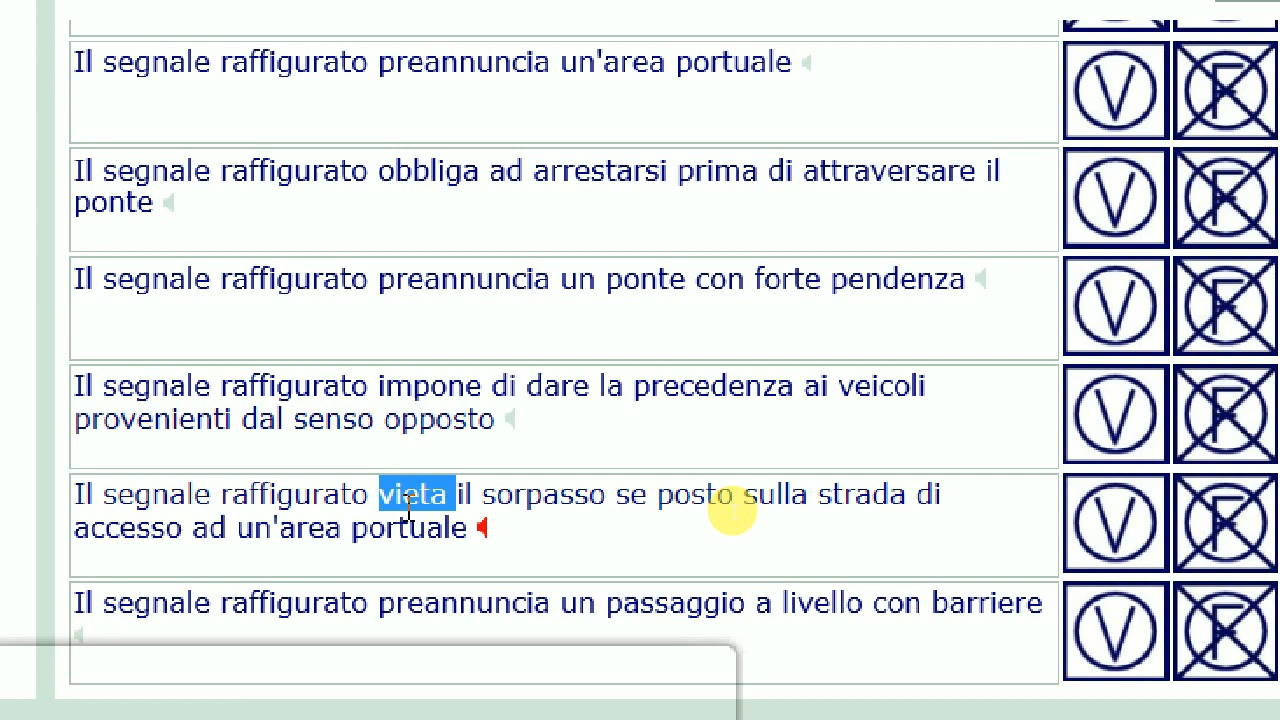 Il segnale raffigurato preannuncia un'area portuale
V F
Il segnale raffigurato obbliga ad arrestarsi prima di attraversare il
ponte
V F
Il segnale raffigurato preannuncia un ponte con forte pendenza
V F
Il segnale raffigurato impone di dare la precedenza ai veicoli
provenienti dal senso opposto
V F
Il segnale raffigurato vieta il sorpasso se posto sulla strada di
accesso ad un'area portuale
V F
Il segnale raffigurato preannuncia un passaggio a livello con barriere
V F